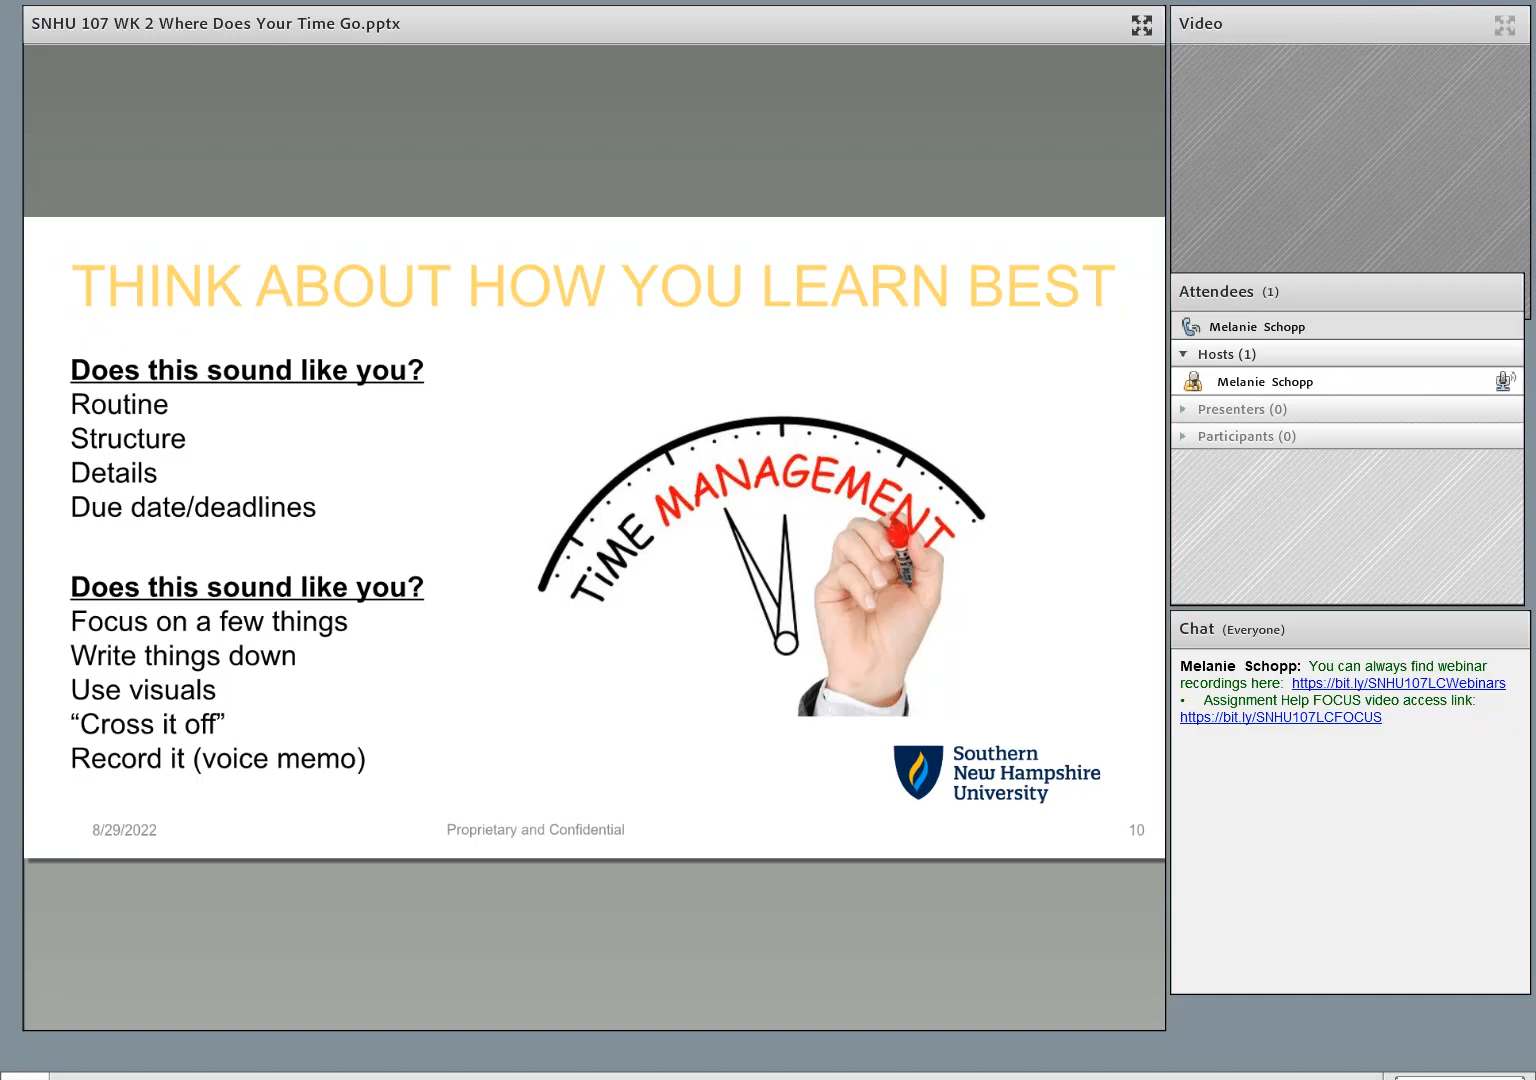 SNHU 107 WK 2 Where Does Your Time Go.pptx
THINK ABOUT HOW YOU LEARN BEST
Does this sound like you?
Routine
Structure
Details
Due date/deadlines
Does this sound like you?
Focus on a few things
Write things down
Use visuals
“Cross it off”
Record it (voice memo)
TiME MANAGEMENT
Southern
New Hampshire
University
8/29/2022
Proprietary and Confidential
10
Video
Attendees (1)
Melanie Schopp
Hosts (1)
Melanie Schopp
Presenters (0)
Participants (0)
Chat (Everyone)
Melanie Schopp: You can always find webinar
recordings here: https://bit.ly/SNHU107LCWebinars
• Assignment Help FOCUS video access link:
https://bit.ly/SNHU107LCFOCUS